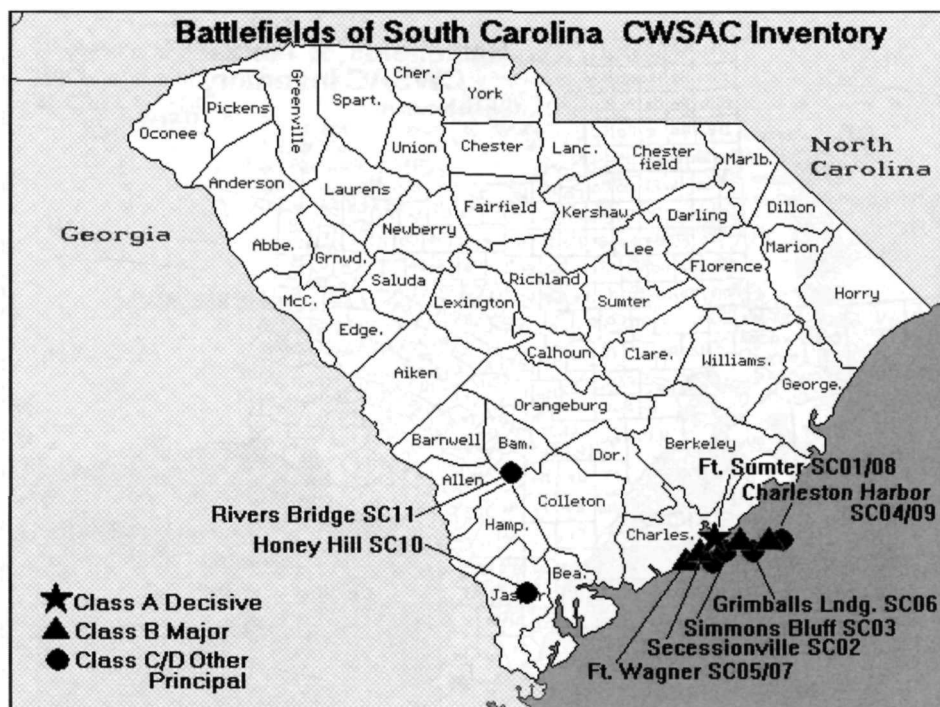 Battlefields of South Carolina CWSAC Inventory
Cher.
York
Greenville
Spart.
Pickens
Oconee
Union
Chester
Lanc.
Chester
field
Marlb.
North
Carolina
Anderson
Laurens
Fairfield
Kershaw
Darling
Dillon
Newberry
Lee
Marion
Georgia
Abbe.
Grnwd.
Florence
Saluda
Richland
McC.
Lexington
Sumter
Horry
Edge.
Calhoun
Clare.
Williams.
Aiken
George.
Orangeburg
Barnwell
Bam.
Berkeley
Dor.
Ft. Sumter SC01/08
Allen
Charleston Harbor
SC04/09
Colleton
Rivers Bridge SC11
Hamp.
Charles.
Honey Hill SC10
Bea.
Jasper
Class A Decisive
Grimballs Lndg. SC06
Class B Major
Simmons Bluff SC03
Secessionville SC02
Class C/D Other
Principal
Ft. Wagner SC05/07